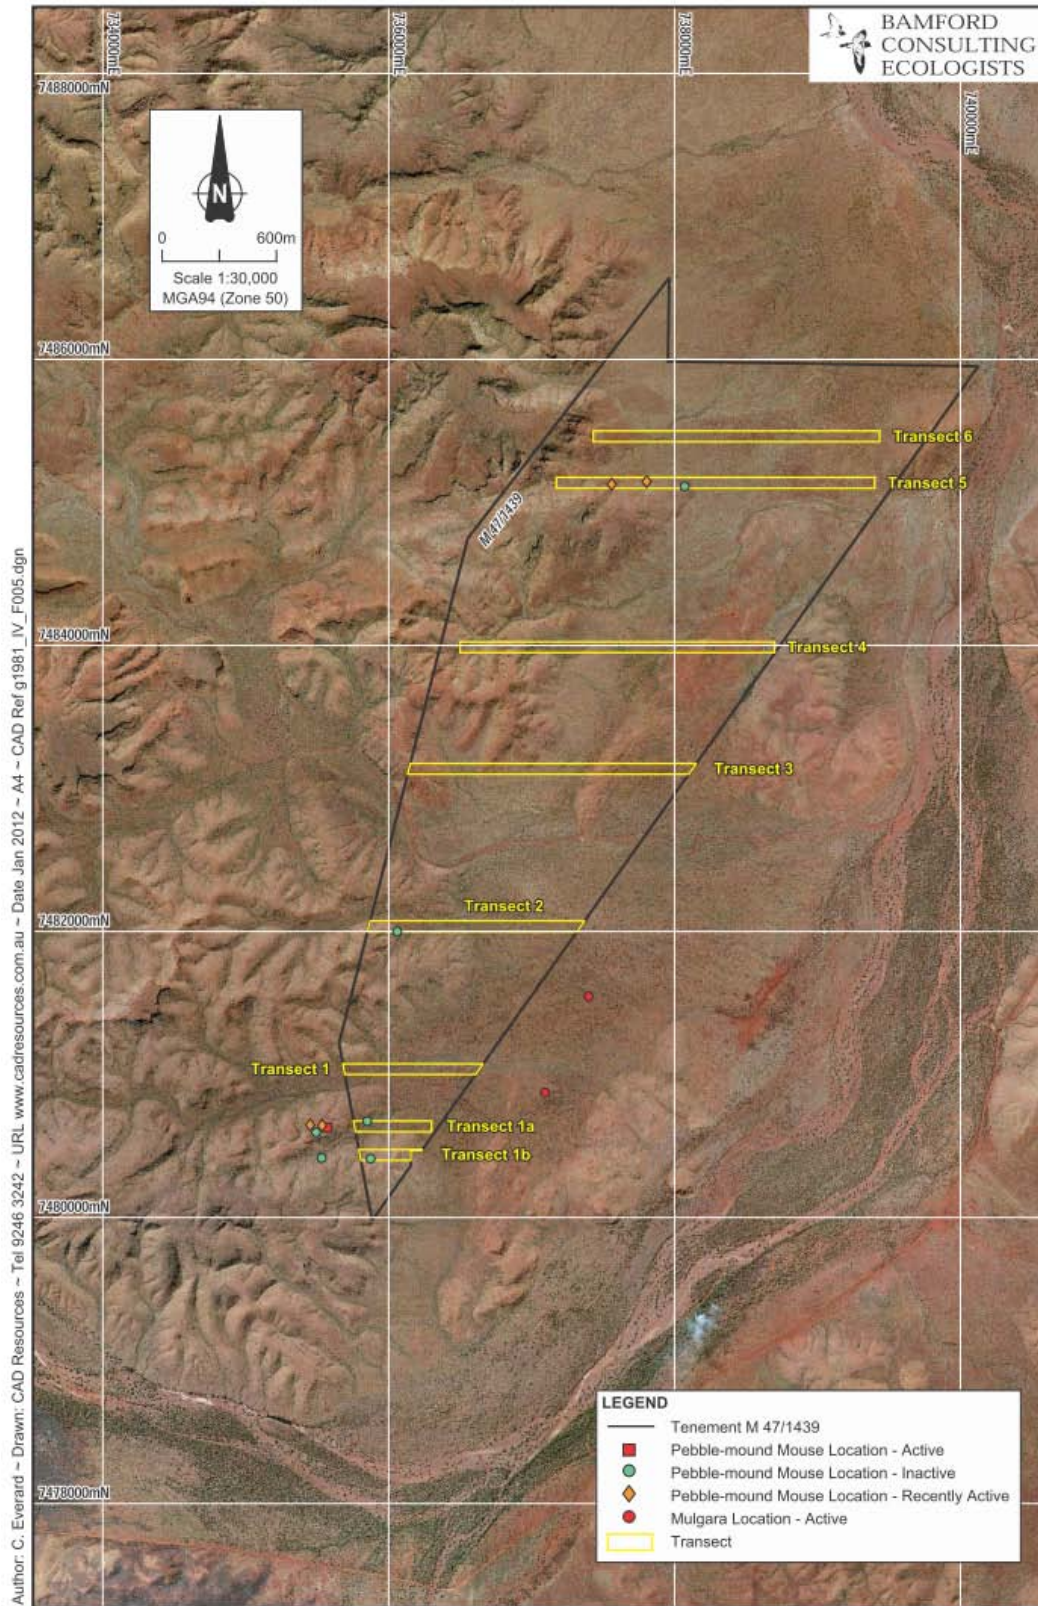 BAMFORD
CONSULTING
ECOLOGISTS
734000mE
736000mE
738000mE
740000mE
7488000mN
N
0 600m
Scale 1:30,000
MGA94 (Zone 50)
7486000mN
Transect 6
Transect 5
M 47/1439
7484000mN
Transect 4
Transect 3
7482000mN
Transect 2
Transect 1
Transect 1a
Transect 1b
7480000mN
7478000mN
LEGEND
Tenement M 47/1439
Pebble-mound Mouse Location - Active
Pebble-mound Mouse Location - Inactive
Pebble-mound Mouse Location - Recently Active
Mulgara Location - Active
Transect
Author: C. Everard ~ Drawn: CAD Resources ~ Tel 9246 3242 ~ URL www.cadresources.com.au ~ Date Jan 2012 ~ A4 ~ CAD Ref g1981_IV_F005.dgn